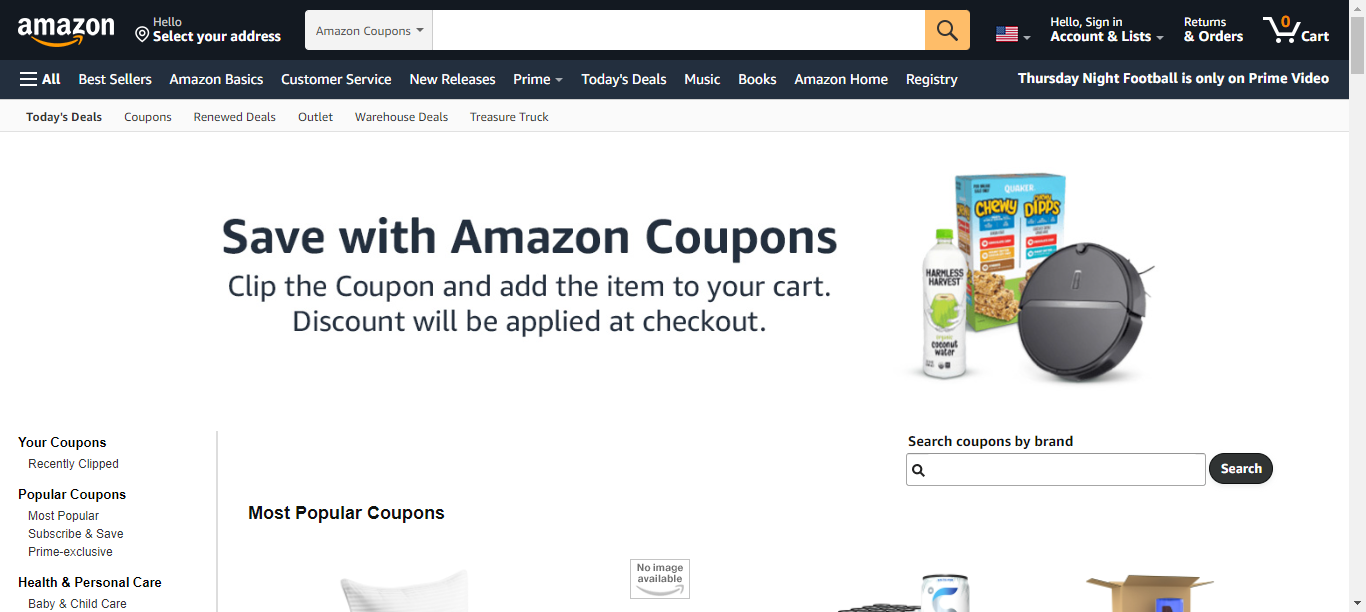 amazon
Hello
Select your address
Amazon Coupons
Hello, Sign in
Account & Lists
Returns
& Orders
0
Cart
All
Best Sellers
Amazon Basics
Customer Service
New Releases
Prime
Today's Deals
Music
Books
Amazon Home
Registry
Thursday Night Football is only on Prime Video
Today's Deals
Coupons
Renewed Deals
Outlet
Warehouse Deals
Treasure Truck
Save with Amazon Coupons
Clip the Coupon and add the item to your cart.
Discount will be applied at checkout.
QUAKER
CHEWY
CHEWY
DIPPS
HARMLESS
HARVEST
organic
coconut
water
Your Coupons
Recently Clipped
Popular Coupons
Most Popular
Subscribe & Save
Prime-exclusive
Health & Personal Care
Baby & Child Care
Search coupons by brand
Search
Most Popular Coupons
No image
available